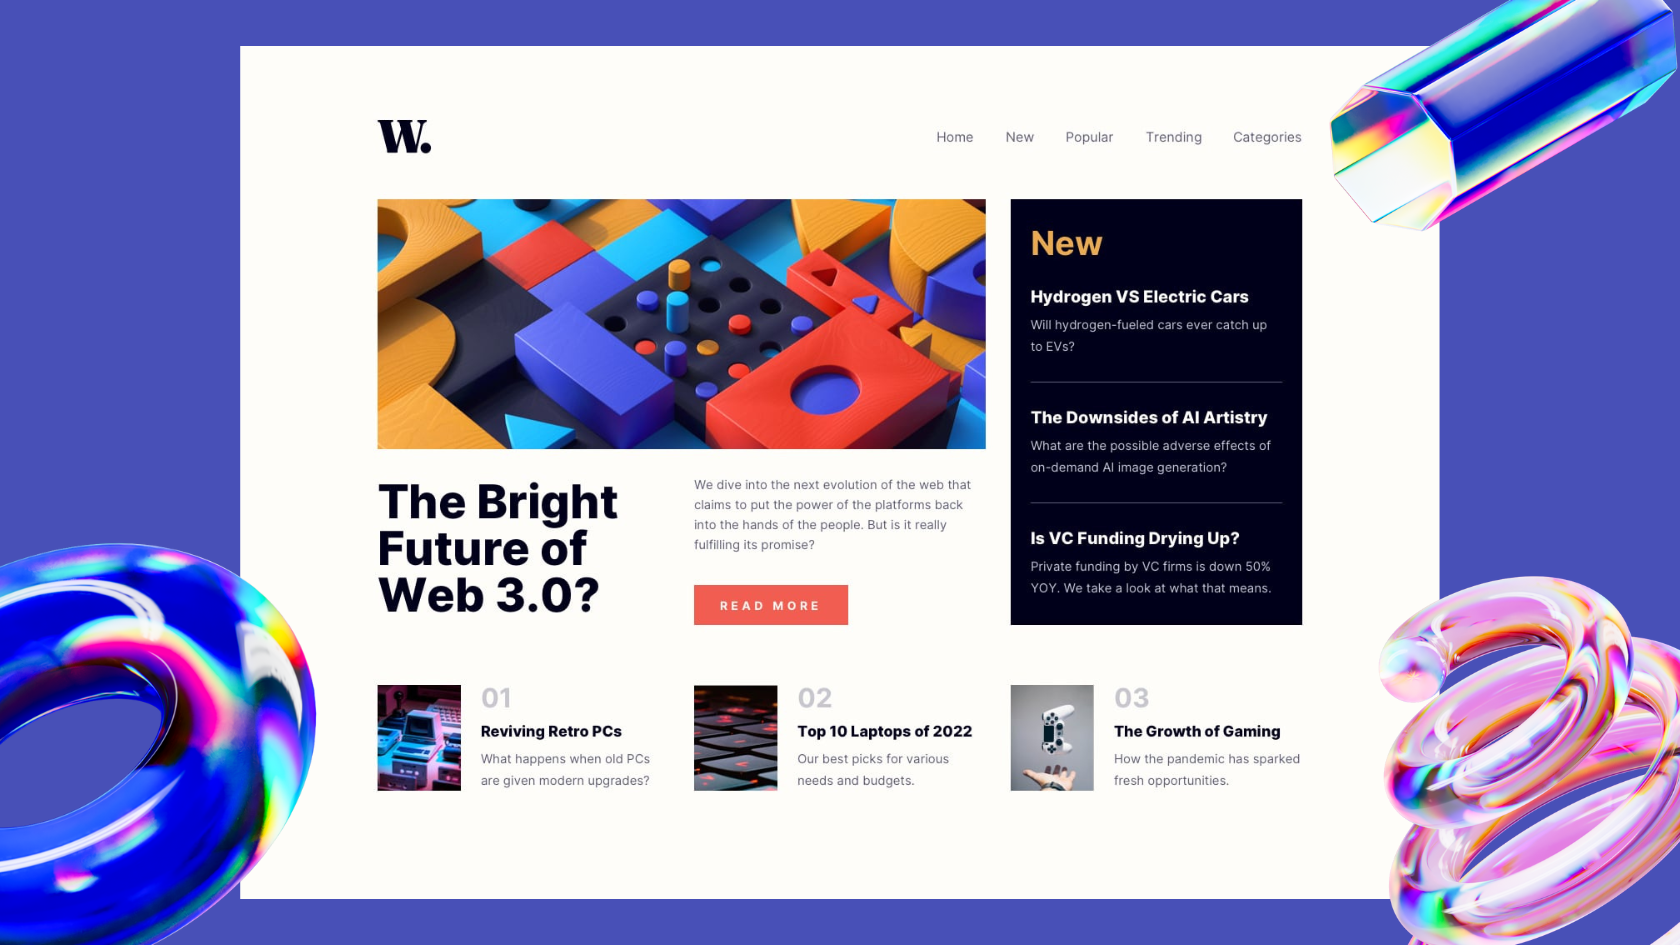 W.
Home New Popular Trending Categories
The Bright
Future of
Web 3.0?
We dive into the next evolution of the web that
claims to put the power of the platforms back
into the hands of the people. But is it really
fulfilling its promise?
READ MORE
New
Hydrogen VS Electric Cars
Will hydrogen-fueled cars ever catch up
to EVs?
The Downsides of AI Artistry
What are the possible adverse effects of
on-demand AI image generation?
Is VC Funding Drying Up?
Private funding by VC firms is down 50%
YOY. We take a look at what that means.
01
Reviving Retro PCs
What happens when old PCs
are given modern upgrades?
02
Top 10 Laptops of 2022
Our best picks for various
needs and budgets.
03
The Growth of Gaming
How the pandemic has sparked
fresh opportunities.